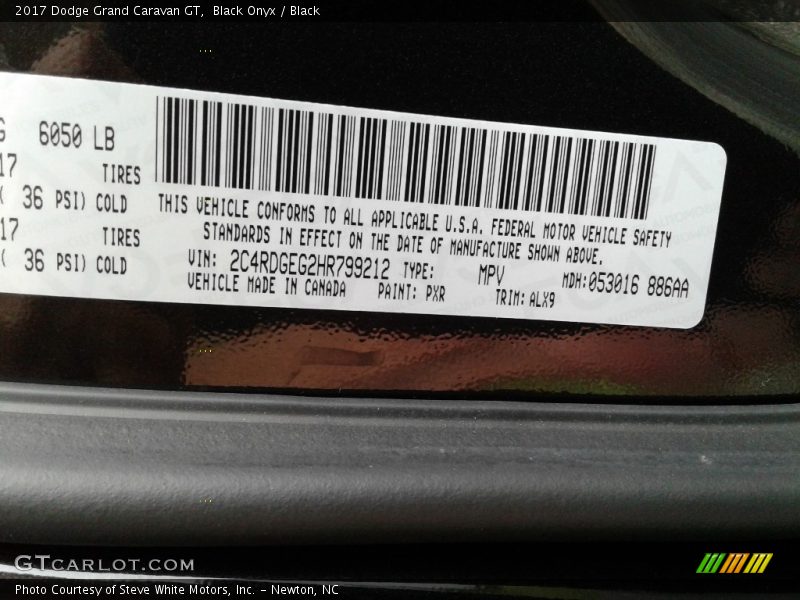 2017 Dodge Grand Caravan GT, Black Onyx / Black
G 6050 LB
17 TIRES
( 36 PSI) COLD
17 TIRES
( 36 PSI) COLD
THIS VEHICLE CONFORMS TO ALL APPLICABLE U.S.A. FEDERAL MOTOR VEHICLE SAFETY
STANDARDS IN EFFECT ON THE DATE OF MANUFACTURE SHOWN ABOVE.
VIN: 2C4RDGEG2HR799212 TYPE: MPV MDH:053016 886AA
VEHICLE MADE IN CANADA PAINT: PXR TRIM:ALX9
GTCARLOT.COM
Photo Courtesy of Steve White Motors, Inc. – Newton, NC